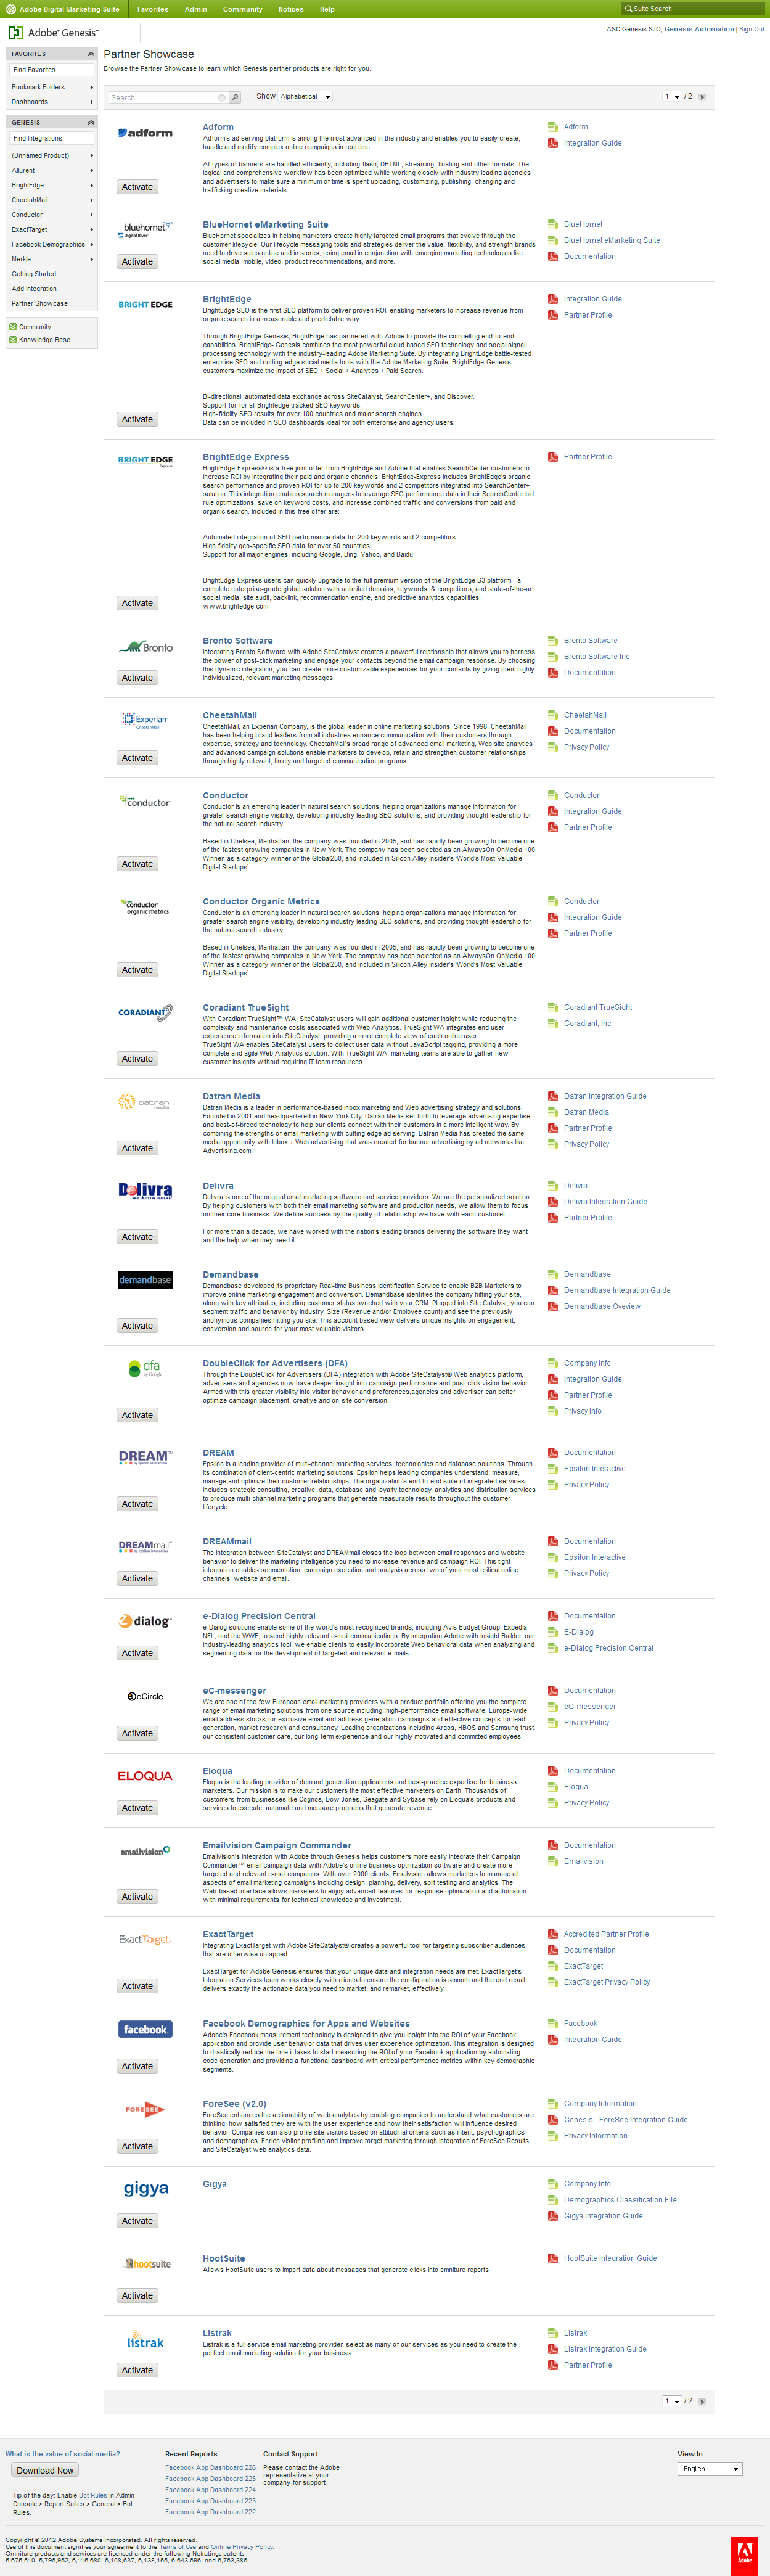 Adobe Digital Marketing Suite
Favorites
Admin
Community
Notices
Help
Suite Search
Adobe® Genesis™
ASC Genesis SJO, Genesis Automation | Sign Out
FAVORITES
Find Favorites
Bookmark Folders
Dashboards
GENESIS
Find Integrations
(Unnamed Product)
Allurent
BrightEdge
CheetahMail
Conductor
ExactTarget
Facebook Demographics
Merkle
Getting Started
Add Integration
Partner Showcase
Community
Knowledge Base
Partner Showcase
Browse the Partner Showcase to learn which Genesis partner products are right for you.
Search
Show Alphabetical
1 / 2
adform
Activate
Adform
Adform's ad serving platform is among the most advanced in the industry and enables you to easily create,
handle and modify complex online campaigns in real time.
All types of banners are handled efficiently, including flash, DHTML, streaming, floating and other formats. The
logical and comprehensive workflow has been optimized while working closely with industry leading agencies
and advertisers to make sure a minimum of time is spent uploading, customizing, publishing, changing and
trafficking creative materials.
Adform
Integration Guide
bluehornet
Digital River
Activate
BlueHornet eMarketing Suite
BlueHornet specializes in helping marketers create highly targeted email programs that evolve through the
customer lifecycle. Our lifecycle messaging tools and strategies deliver the value, flexibility, and strength brands
need to drive sales online and in stores, using email in conjunction with emerging marketing technologies like
social media, mobile, video, product recommendations, and more.
BlueHornet
BlueHornet eMarketing Suite
Documentation
BRIGHT EDGE
Activate
BrightEdge
BrightEdge SEO is the first SEO platform to deliver proven ROI, enabling marketers to increase revenue from
organic search in a measurable and predictable way.
Through BrightEdge-Genesis, BrightEdge has partnered with Adobe to provide the compelling end-to-end
capabilities. BrightEdge- Genesis combines the most powerful cloud based SEO technology and social signal
processing technology with the industry-leading Adobe Marketing Suite. By integrating BrightEdge battle-tested
enterprise SEO and cutting-edge social media tools with the Adobe Marketing Suite, BrightEdge-Genesis
customers maximize the impact of SEO + Social + Analytics + Paid Search.
Bi-directional, automated data exchange across SiteCatalyst, SearchCenter+, and Discover.
Support for for all Brightedge tracked SEO keywords.
High-fidelity SEO results for over 100 countries and major search engines.
Data can be included in SEO dashboards ideal for both enterprise and agency users.
Integration Guide
Partner Profile
BRIGHT EDGE
Express
Activate
BrightEdge Express
BrightEdge-Express® is a free joint offer from BrightEdge and Adobe that enables SearchCenter customers to
increase ROI by integrating their paid and organic channels. BrightEdge-Express includes BrightEdge's organic
search performance and proven ROI for up to 200 keywords and 2 competitors integrated into SearchCenter+
solution. This integration enables search managers to leverage SEO performance data in their SearchCenter bid
rule optimizations, save on keyword costs, and increase combined traffic and conversions from paid and
organic search. Included in this free offer are:
Automated integration of SEO performance data for 200 keywords and 2 competitors
High fidelity geo-specific SEO data for over 50 countries
Support for all major engines, including Google, Bing, Yahoo, and Baidu
BrightEdge-Express users can quickly upgrade to the full premium version of the BrightEdge S3 platform - a
complete enterprise-grade global solution with unlimited domains, keywords, & competitors, and state-of-the-art
social media, site audit, backlink, recommendation engine, and predictive analytics capabilities:
www.brightedge.com
Partner Profile
Bronto
Activate
Bronto Software
Integrating Bronto Software with Adobe SiteCatalyst creates a powerful relationship that allows you to harness
the power of post-click marketing and engage your contacts beyond the email campaign response. By choosing
this dynamic integration, you can create more customizable experiences for your contacts by giving them highly
individualized, relevant marketing messages.
Bronto Software
Bronto Software Inc
Documentation
Experian
CheetahMail
Activate
CheetahMail
CheetahMail, an Experian Company, is the global leader in online marketing solutions. Since 1998, CheetahMail
has been helping brand leaders from all industries enhance communication with their customers through
expertise, strategy and technology. CheetahMail's broad range of advanced email marketing, Web site analytics
and advanced campaign solutions enable marketers to develop, retain and strengthen customer relationships
through highly relevant, timely and targeted communication programs.
CheetahMail
Documentation
Privacy Policy
conductor
Activate
Conductor
Conductor is an emerging leader in natural search solutions, helping organizations manage information for
greater search engine visibility, developing industry leading SEO solutions, and providing thought leadership for
the natural search industry.
Based in Chelsea, Manhattan, the company was founded in 2005, and has rapidly been growing to become one
of the fastest growing companies in New York. The company has been selected as an AlwaysOn OnMedia 100
Winner, as a category winner of the Global250, and included in Silicon Alley Insider's 'World's Most Valuable
Digital Startups'.
Conductor
Integration Guide
Partner Profile
conductor
organic metrics
Activate
Conductor Organic Metrics
Conductor is an emerging leader in natural search solutions, helping organizations manage information for
greater search engine visibility, developing industry leading SEO solutions, and providing thought leadership for
the natural search industry.
Based in Chelsea, Manhattan, the company was founded in 2005, and has rapidly been growing to become one
of the fastest growing companies in New York. The company has been selected as an AlwaysOn OnMedia 100
Winner, as a category winner of the Global250, and included in Silicon Alley Insider's 'World's Most Valuable
Digital Startups'.
Conductor
Integration Guide
Partner Profile
CORADIANT
Activate
Coradiant TrueSight
With Coradiant TrueSight™ WA, SiteCatalyst users will gain additional customer insight while reducing the
complexity and maintenance costs associated with Web Analytics. TrueSight WA integrates end user
experience information into SiteCatalyst, providing a more complete view of each online user.
TrueSight WA enables SiteCatalyst users to collect user data without JavaScript tagging, providing a more
complete and agile Web Analytics solution. With TrueSight WA, marketing teams are able to gather new
customer insights without requiring IT team resources.
Coradiant TrueSight
Coradiant, Inc.
datran
media
Activate
Datran Media
Datran Media is a leader in performance-based inbox marketing and Web advertising strategy and solutions.
Founded in 2001 and headquartered in New York City, Datran Media set forth to leverage advertising expertise
and best-of-breed technology to help our clients connect with their customers in a more intelligent way. By
combining the strengths of email marketing with cutting edge ad serving, Datran Media has created the same
media opportunity with Inbox + Web advertising that was created for banner advertising by ad networks like
Advertising.com.
Datran Integration Guide
Datran Media
Partner Profile
Privacy Policy
Delivra
we know email
Activate
Delivra
Delivra is one of the original email marketing software and service providers. We are the personalized solution.
By helping customers with both their email marketing software and production needs, we allow them to focus
on their core business. We define success by the quality of relationship we have with each customer.
For more than a decade, we have worked with the nation's leading brands delivering the software they want
and the help when they need it.
Delivra
Delivra Integration Guide
Partner Profile
demandbase
Activate
Demandbase
Demandbase developed its proprietary Real-time Business Identification Service to enable B2B Marketers to
improve online marketing engagement and conversion. Demandbase identifies the company hitting your site,
along with key attributes, including customer status synched with your CRM. Plugged into Site Catalyst, you can
segment traffic and behavior by Industry, Size (Revenue and/or Employee count) and see the previously
anonymous companies hitting you site. This account based view delivers unique insights on engagement,
conversion and source for your most valuable visitors.
Demandbase
Demandbase Integration Guide
Demandbase Oveview
dfa
by Google
Activate
DoubleClick for Advertisers (DFA)
Through the DoubleClick for Advertisers (DFA) integration with Adobe SiteCatalyst® Web analytics platform,
advertisers and agencies now have deeper insight into campaign performance and post-click visitor behavior.
Armed with this greater visibility into visitor behavior and preferences,agencies and advertiser can better
optimize campaign placement, creative and on-site conversion.
Company Info
Integration Guide
Partner Profile
Privacy Info
DREAM™
by epsilon interactive
Activate
DREAM
Epsilon is a leading provider of multi-channel marketing services, technologies and database solutions. Through
its combination of client-centric marketing solutions, Epsilon helps leading companies understand, measure,
manage and optimize their customer relationships. The organization's end-to-end suite of integrated services
includes strategic consulting, creative, data, database and loyalty technology, analytics and distribution services
to produce multi-channel marketing programs that generate measurable results throughout the customer
lifecycle.
Documentation
Epsilon Interactive
Privacy Policy
DREAMmail™
by epsilon interactive
Activate
DREAMmail
The integration between SiteCatalyst and DREAMmail closes the loop between email responses and website
behavior to deliver the marketing intelligence you need to increase revenue and campaign ROI. This tight
integration enables segmentation, campaign execution and analysis across two of your most critical online
channels: website and email.
Documentation
Epsilon Interactive
Privacy Policy
dialog
Activate
e-Dialog Precision Central
e-Dialog solutions enable some of the world's most recognized brands, including Avis Budget Group, Expedia,
NFL, and the WWE, to send highly relevant e-mail communications. By integrating Adobe with Insight Builder, our
industry-leading analytics tool, we enable clients to easily incorporate Web behavioral data when analyzing and
segmenting data for the development of targeted and relevant e-mails.
Documentation
E-Dialog
e-Dialog Precision Central
eCircle
Activate
eC-messenger
We are one of the few European email marketing providers with a product portfolio offering you the complete
range of email marketing solutions from one source including: high-performance email software, Europe-wide
email address stocks for exclusive email and address generation campaigns and effective concepts for lead
generation, market research and consultancy. Leading organizations including Argos, HBOS and Samsung trust
our consistent customer care, our long-term experience and our highly motivated and committed employees.
Documentation
eC-messenger
Privacy Policy
ELOQUA
Activate
Eloqua
Eloqua is the leading provider of demand generation applications and best-practice expertise for business
marketers. Our mission is to make our customers the most effective marketers on Earth. Thousands of
customers from businesses like Cognos, Dow Jones, Seagate and Sybase rely on Eloqua's products and
services to execute, automate and measure programs that generate revenue.
Documentation
Eloqua
Privacy Policy
emailvision
Activate
Emailvision Campaign Commander
Emailvision's integration with Adobe through Genesis helps customers more easily integrate their Campaign
Commander™ email campaign data with Adobe's online business optimization software and create more
targeted and relevant e-mail campaigns. With over 2000 clients, Emailvision allows marketers to manage all
aspects of email marketing campaigns including design, planning, delivery, split testing and analytics. The
Web-based interface allows marketers to enjoy advanced features for response optimization and automation
with minimal requirements for technical knowledge and investment.
Documentation
Emailvision
ExactTarget.
Activate
ExactTarget
Integrating ExactTarget with Adobe SiteCatalyst® creates a powerful tool for targeting subscriber audiences
that are otherwise untapped.
ExactTarget for Adobe Genesis ensures that your unique data and integration needs are met. ExactTarget's
Integration Services team works closely with clients to ensure the configuration is smooth and the end result
delivers exactly the actionable data you need to market, and remarket, effectively.
Accredited Partner Profile
Documentation
ExactTarget
ExactTarget Privacy Policy
facebook
Activate
Facebook Demographics for Apps and Websites
Adobe's Facebook measurement technology is designed to give you insight into the ROI of your Facebook
application and provide user behavior data that drives user experience optimization. This integration is designed
to drastically reduce the time it takes to start measuring the ROI of your Facebook application by automating
code generation and providing a functional dashboard with critical performance metrics within key demographic
segments.
Facebook
Integration Guide
FORESEE
Activate
ForeSee (v2.0)
ForeSee enhances the actionability of web analytics by enabling companies to understand what customers are
thinking, how satisfied they are with the user experience and how their satisfaction will influence desired
behavior. Companies can also profile site visitors based on attitudinal criteria such as intent, psychographics
and demographics. Enrich visitor profiling and improve target marketing through integration of ForeSee Results
and SiteCatalyst web analytics data.
Company Information
Genesis - ForeSee Integration Guide
Privacy Information
gigya
Activate
Gigya
Company Info
Demographics Classification File
Gigya Integration Guide
hootsuite
Activate
HootSuite
Allows HootSuite users to import data about messages that generate clicks into omniture reports
HootSuite Integration Guide
listrak
Activate
Listrak
Listrak is a full service email marketing provider. select as many of our services as you need to create the
perfect email marketing solution for your business.
Listrak
Listrak Integration Guide
Partner Profile
1 / 2
What is the value of social media?
Download Now
Tip of the day: Enable Bot Rules in Admin
Console > Report Suites > General > Bot
Rules.
Recent Reports
Facebook App Dashboard 226
Facebook App Dashboard 225
Facebook App Dashboard 224
Facebook App Dashboard 223
Facebook App Dashboard 222
Contact Support
Please contact the Adobe
representative at your
company for support
View In
English
Copyright © 2012 Adobe Systems Incorporated. All rights reserved.
Use of this document signifies your agreement to the Terms of Use and Online Privacy Policy.
Omniture products and services are licensed under the following Netratings patents:
5,675,510, 5,796,952, 6,115,680, 6,108,637, 6,138,155, 6,643,696, and 6,763,386
Adobe